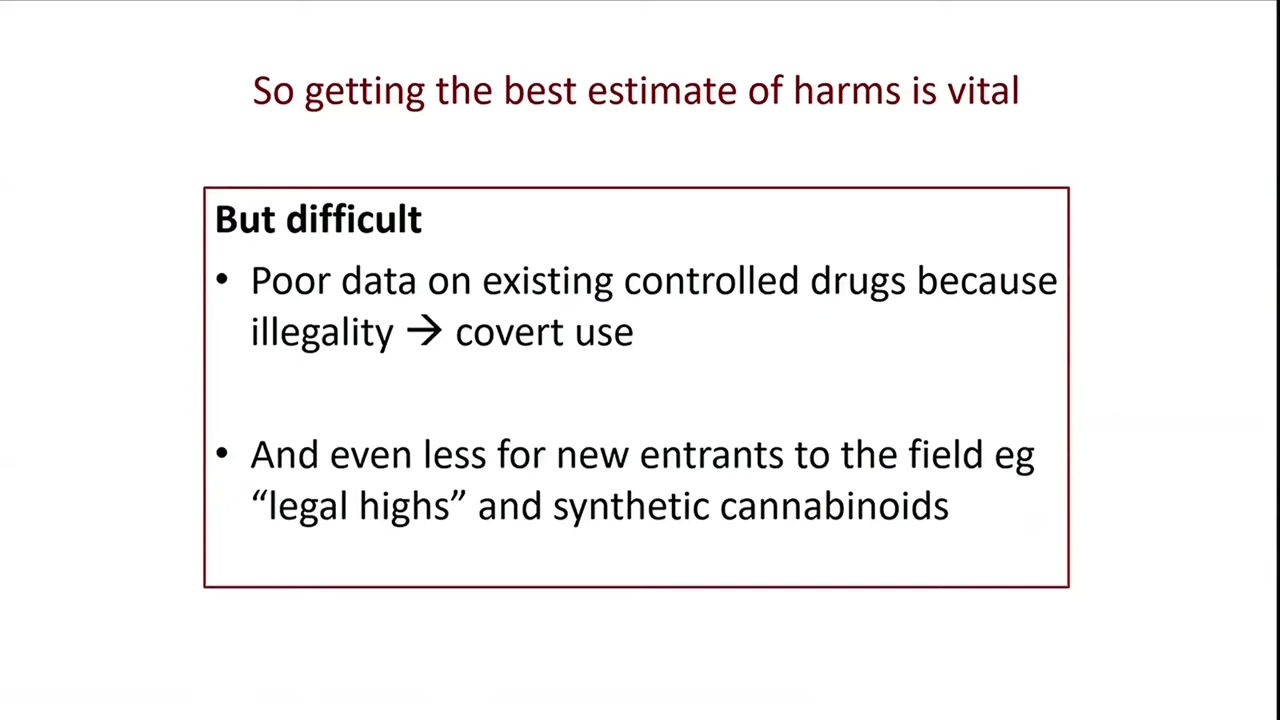 So getting the best estimate of harms is vital
But difficult
• Poor data on existing controlled drugs because
illegality → covert use
• And even less for new entrants to the field eg
“legal highs” and synthetic cannabinoids